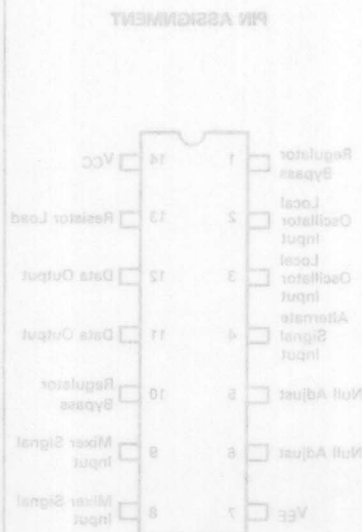 PIN ASSIGNMENT
Regulator
Bypass
1
14
VCC
Local
Oscillator
Input
2
13
Resistor Load
Local
Oscillator
Input
3
12
Data Output
Alternate
Signal
Input
4
11
Data Output
Null Adjust
5
10
Regulator
Bypass
Null Adjust
6
9
Mixer Signal
Input
VEE
7
8
Mixer Signal
Input